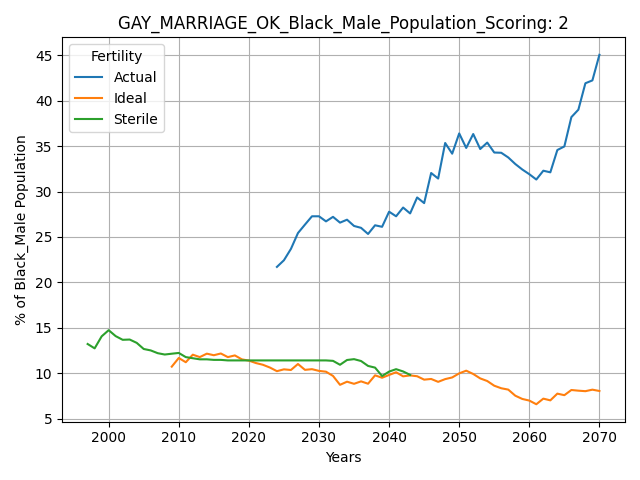 GAY_MARRIAGE_OK_Black_Male_Population_Scoring: 2
Fertility
Actual
Ideal
Sterile
% of Black_Male Population
45
40
35
30
25
20
15
10
5
2000 2010 2020 2030 2040 2050 2060 2070
Years